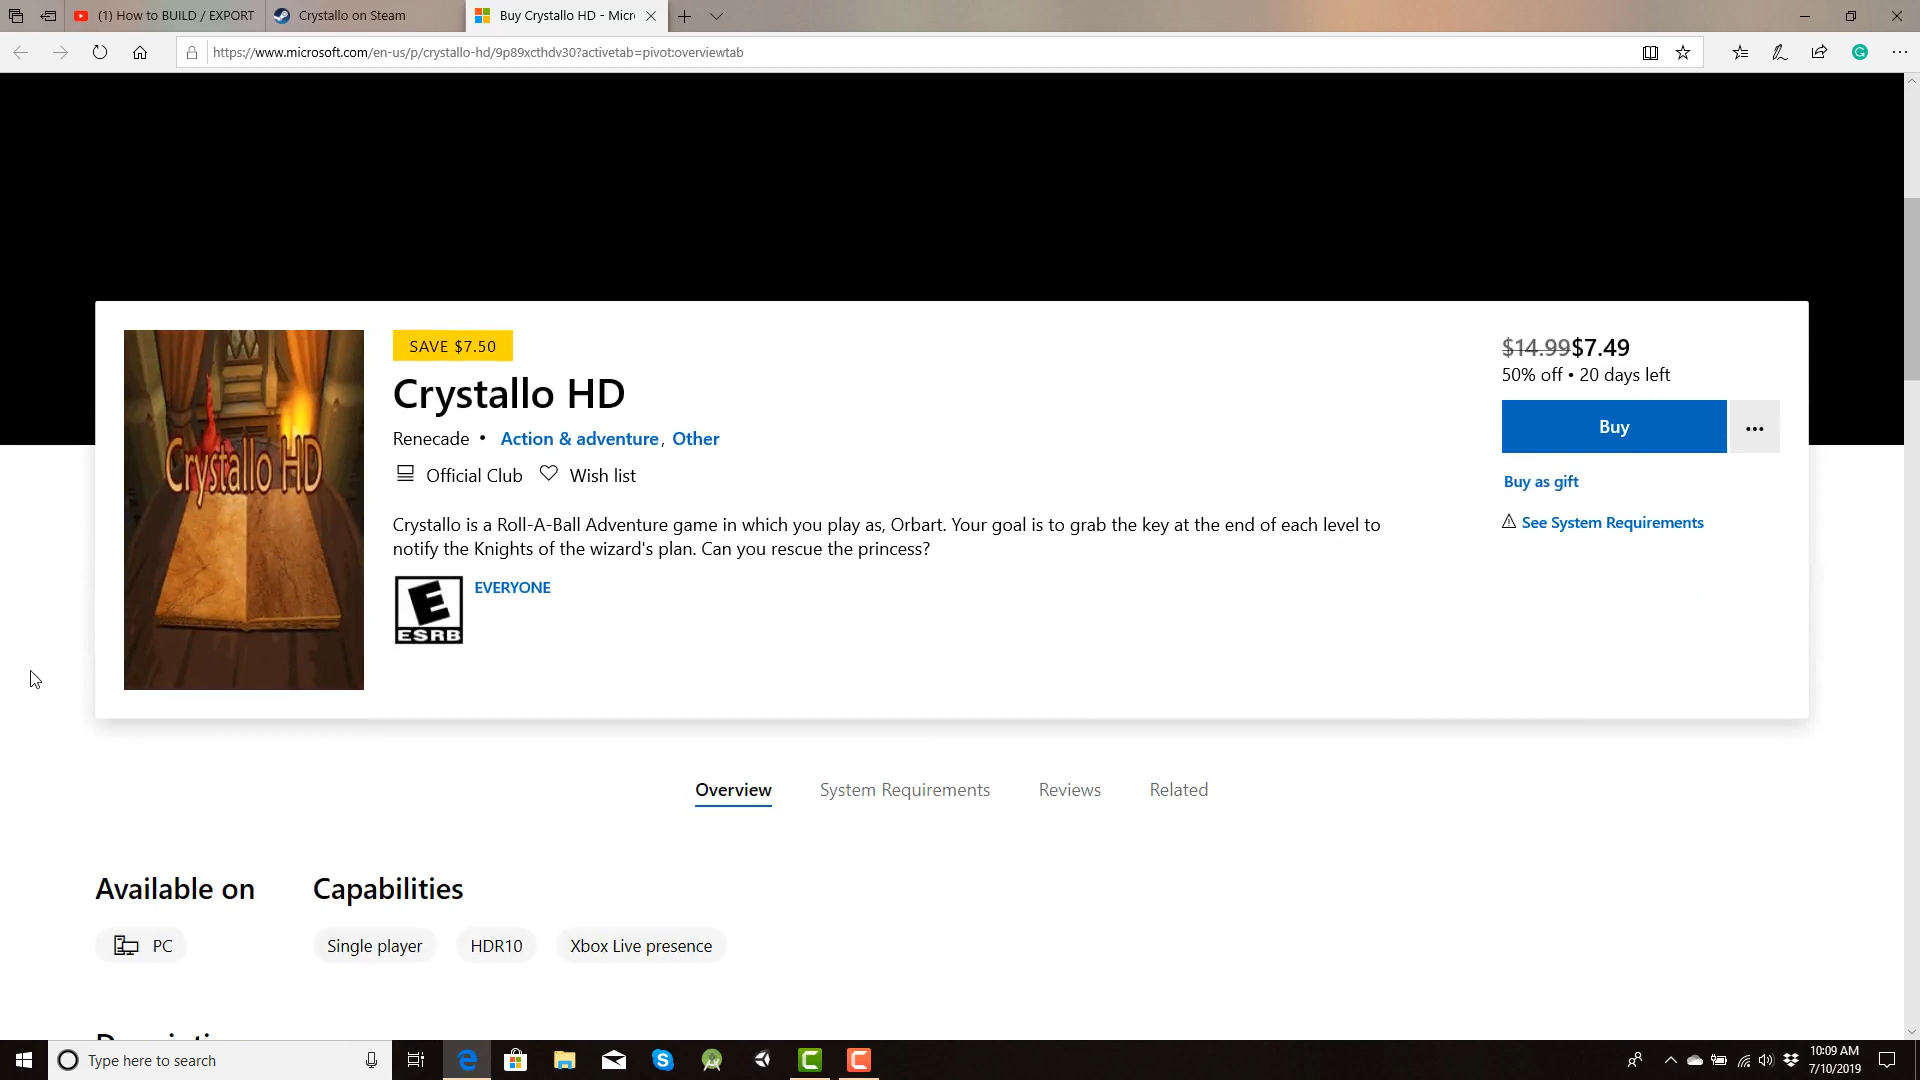 (1) How to BUILD / EXPORT
Crystallo on Steam
Buy Crystallo HD - Micr
https://www.microsoft.com/en-us/p/crystallo-hd/9p89xcthdv30?activetab=pivot:overviewtab
Crystallo HD
SAVE $7.50
Crystallo HD
Renecade • Action & adventure, Other
Official Club Wish list
Crystallo is a Roll-A-Ball Adventure game in which you play as, Orbart. Your goal is to grab the key at the end of each level to
notify the Knights of the wizard's plan. Can you rescue the princess?
E
ESRB
EVERYONE
$14.99$7.49
50% off • 20 days left
Buy
Buy as gift
See System Requirements
Overview System Requirements Reviews Related
Available on
PC
Capabilities
Single player HDR10 Xbox Live presence
Type here to search
10:09 AM
7/10/2019